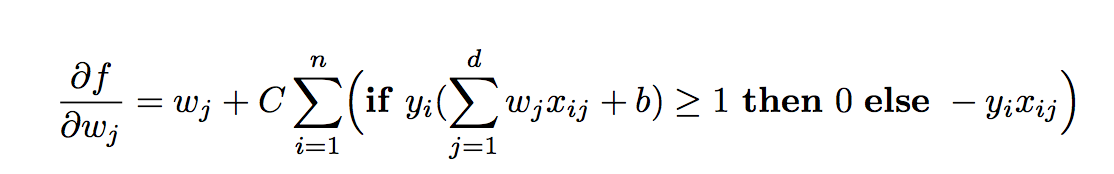 ∂f/∂w_j = w_j + C ∑_{i=1}^{n} (if y_i(∑_{j=1}^{d} w_j x_{ij} + b) ≥ 1 then 0 else − y_i x_{ij})